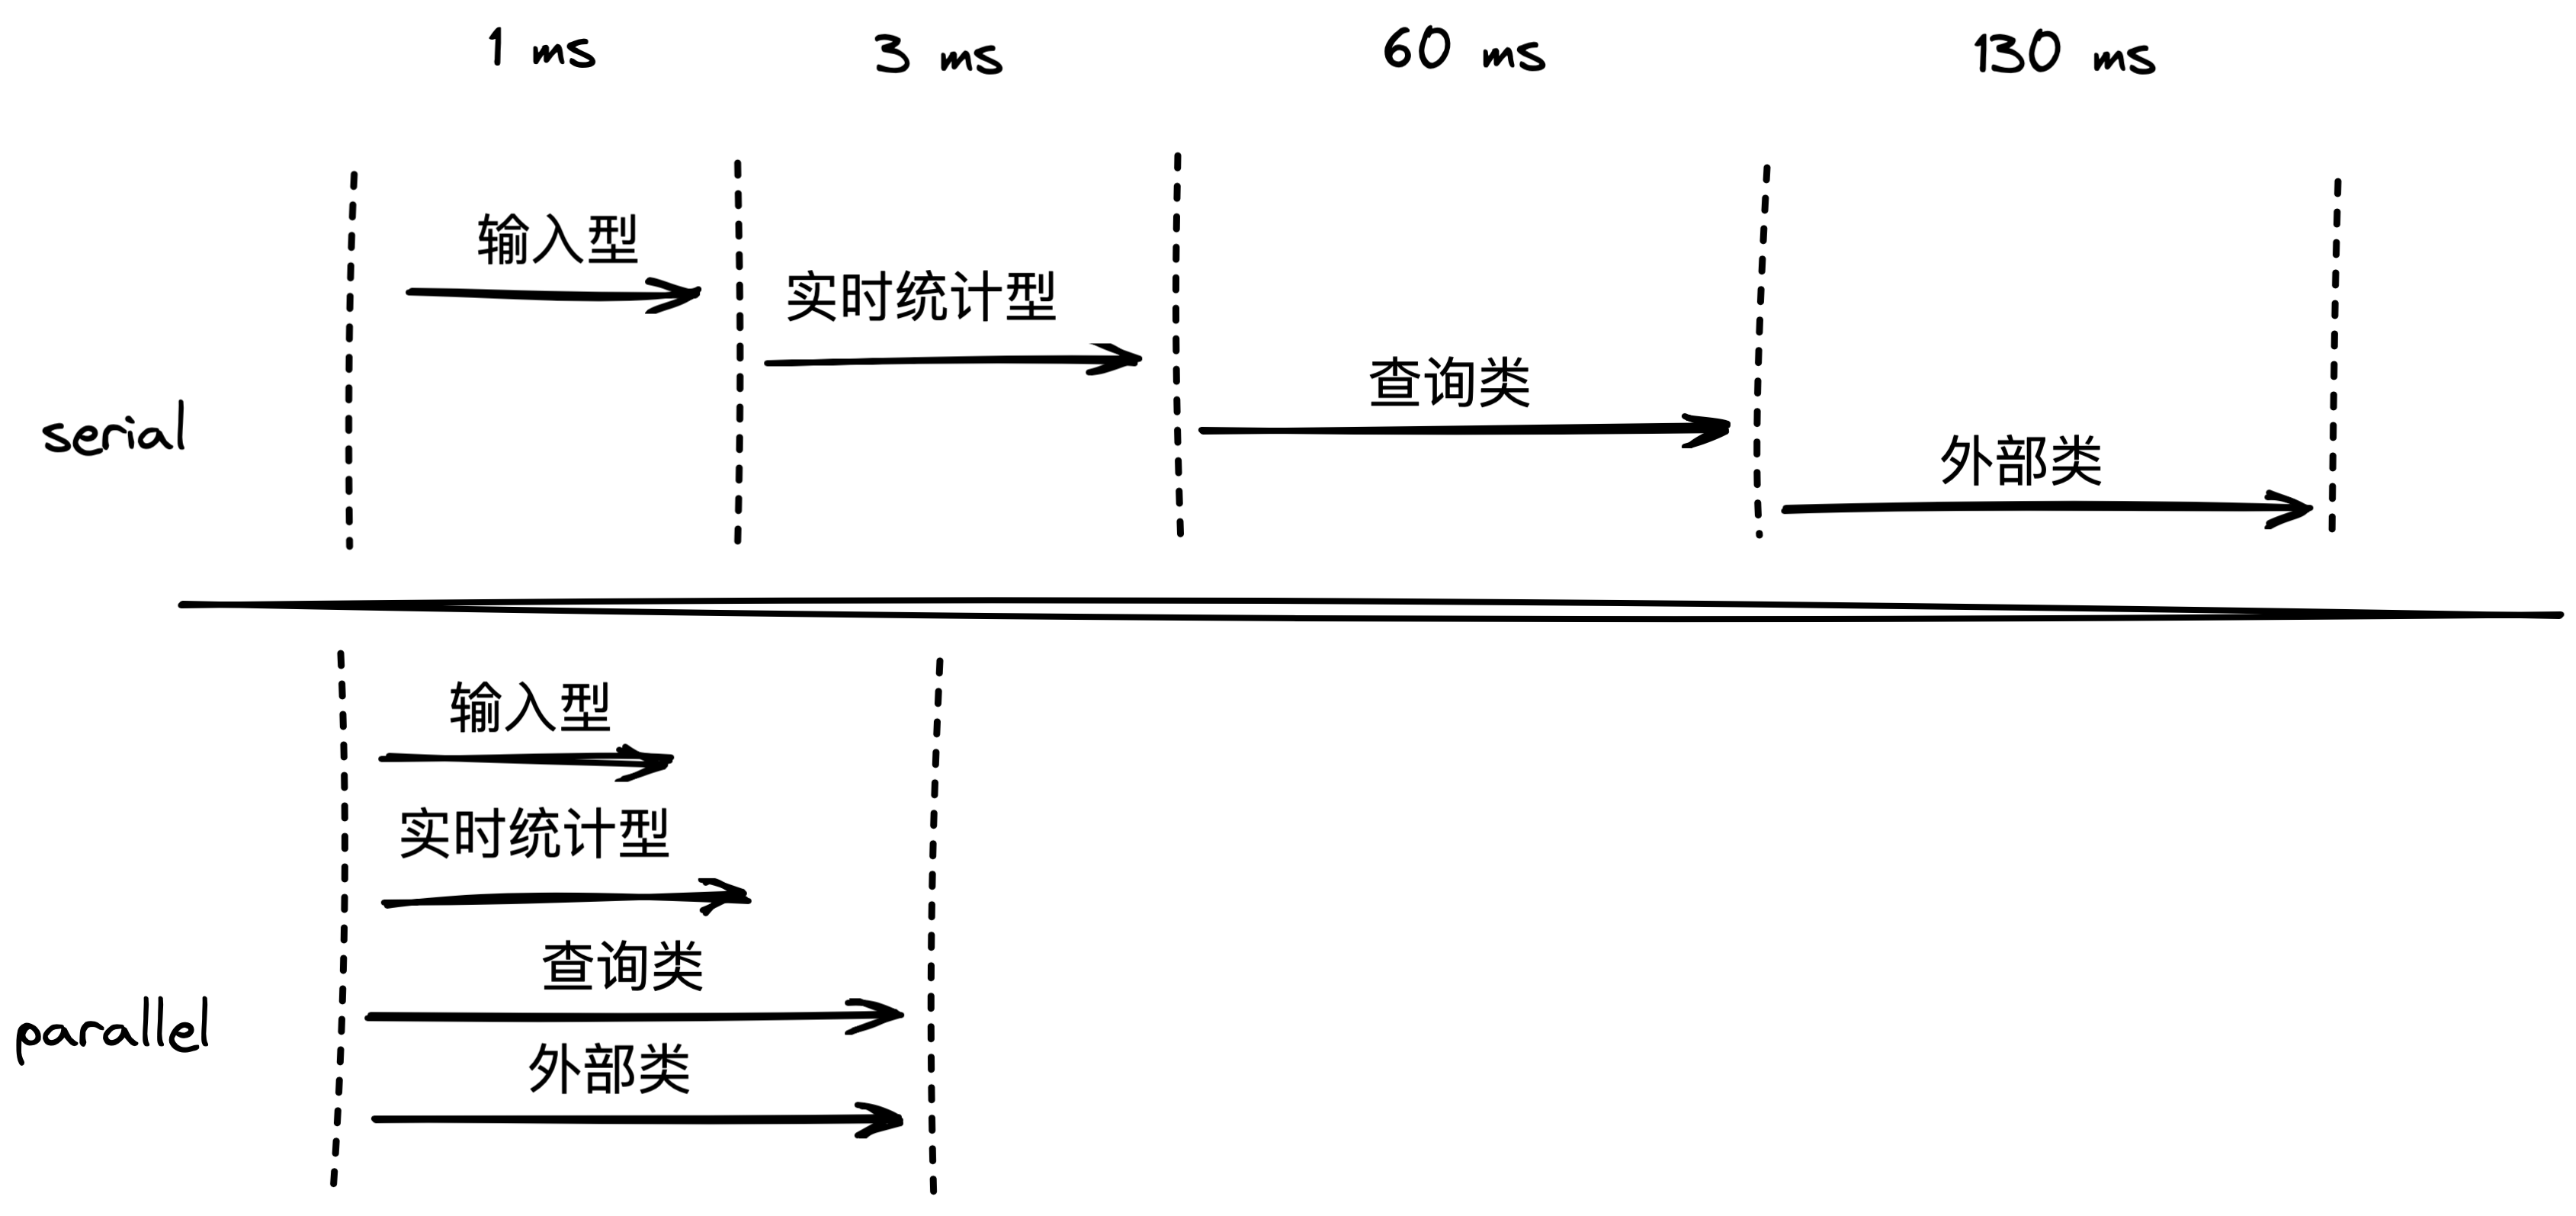 1 ms
3 ms
60 ms
130 ms
输入型
实时统计型
查询类
外部类
serial
输入型
实时统计型
查询类
外部类
parallel